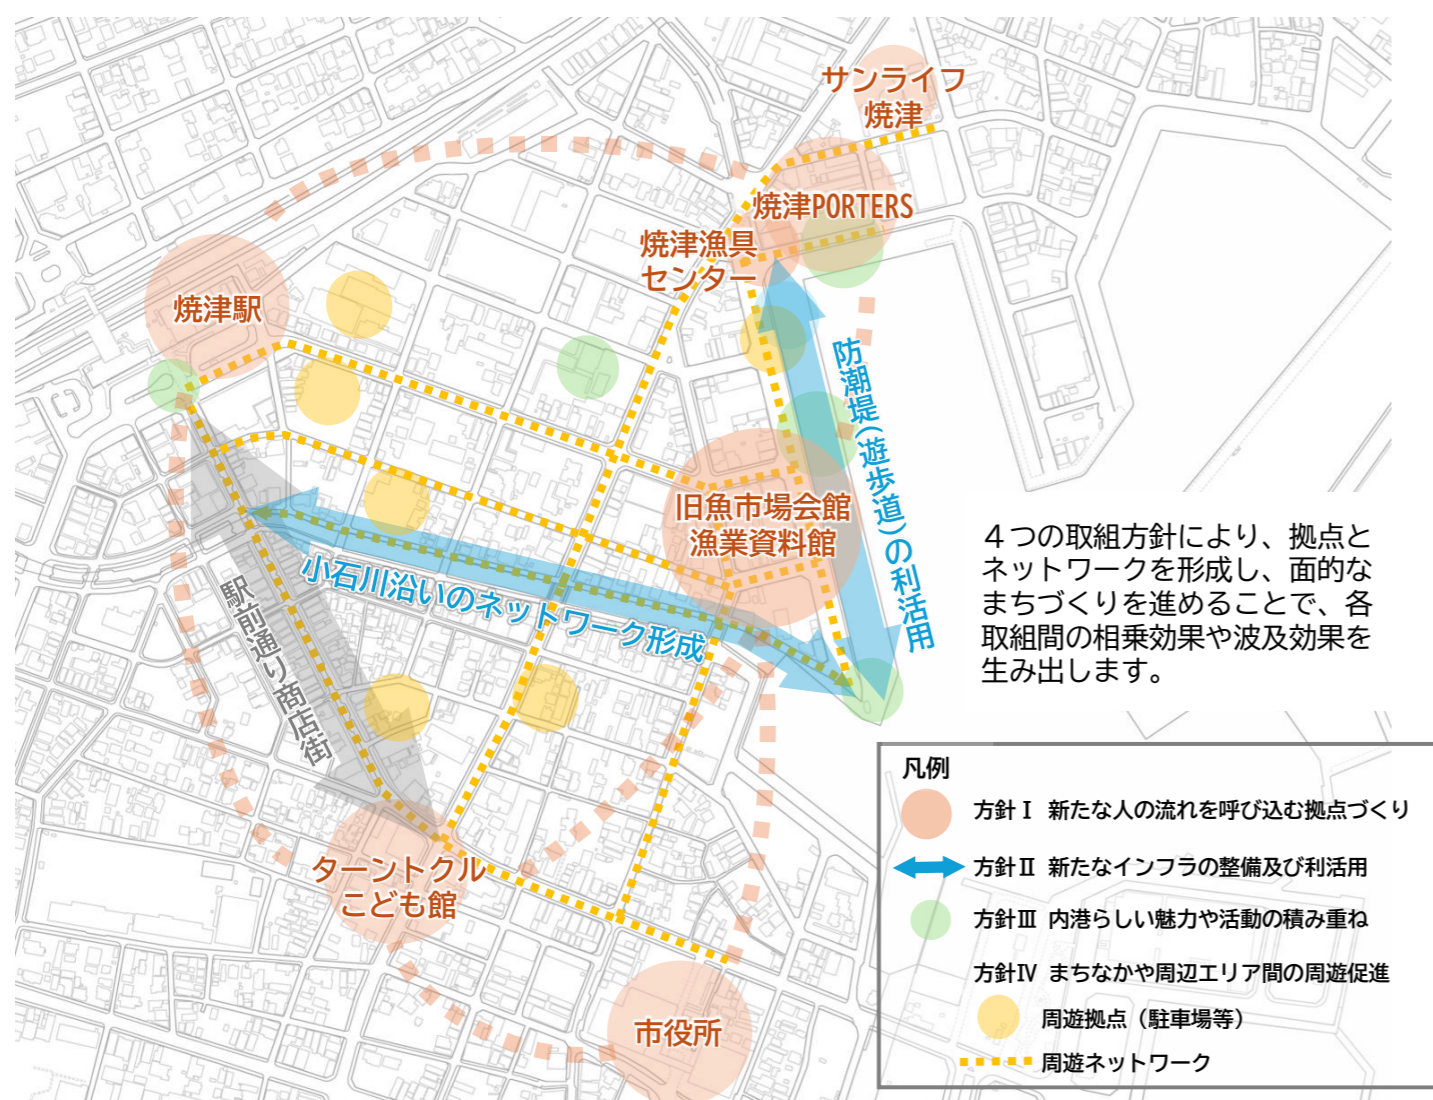 サンライフ
焼津
焼津PORTERS
焼津漁具
センター
焼津駅
防潮堤(遊歩道)の利活用
旧魚市場会館
漁業資料館
小石川沿いのネットワーク形成
駅前通り商店街
ターントクル
こども館
市役所
４つの取組方針により、拠点と
ネットワークを形成し、面的な
まちづくりを進めることで、各
取組間の相乗効果や波及効果を
生み出します。
凡例
方針Ⅰ 新たな人の流れを呼び込む拠点づくり
方針Ⅱ 新たなインフラの整備及び利活用
方針Ⅲ 内港らしい魅力や活動の積み重ね
方針Ⅳ まちなかや周辺エリア間の周遊促進
周遊拠点（駐車場等）
周遊ネットワーク